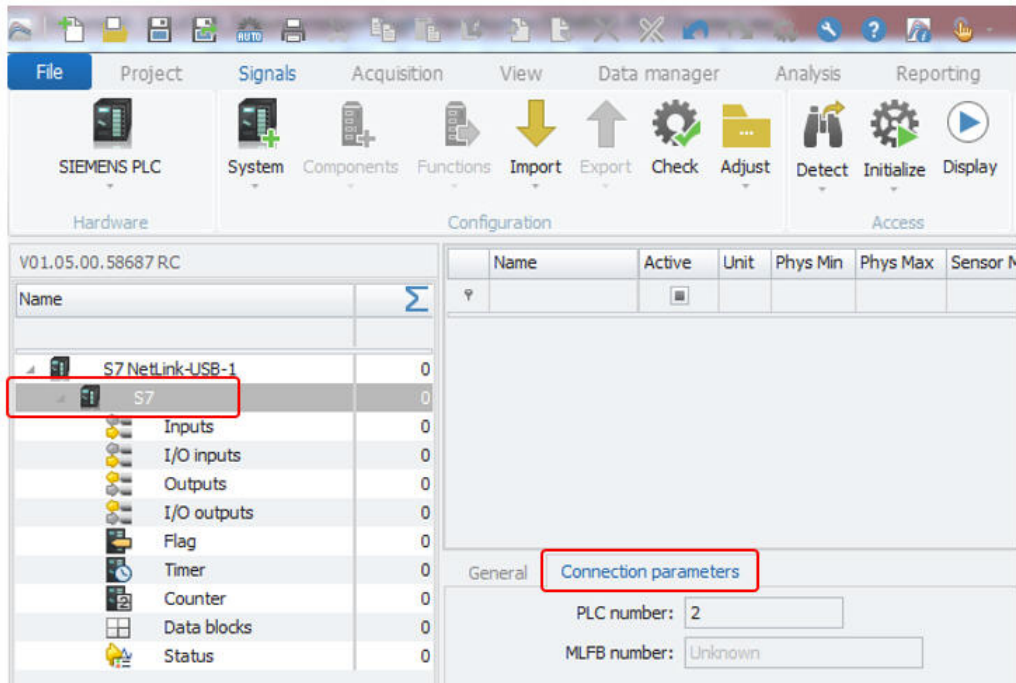 AUTO
File Project Signals Acquisition View Data manager Analysis Reporting
SIEMENS PLC System Components Functions Import Export Check Adjust Detect Initialize Display
Hardware Configuration Access
V01.05.00.58687 RC
Name Active Unit Phys Min Phys Max Sensor M
Name Σ
S7 NetLink-USB-1 0
S7 0
Inputs 0
I/O inputs 0
Outputs 0
I/O outputs 0
Flag 0
Timer 0
Counter 0
Data blocks 0
Status 0
General Connection parameters
PLC number: 2
MLFB number: Unknown